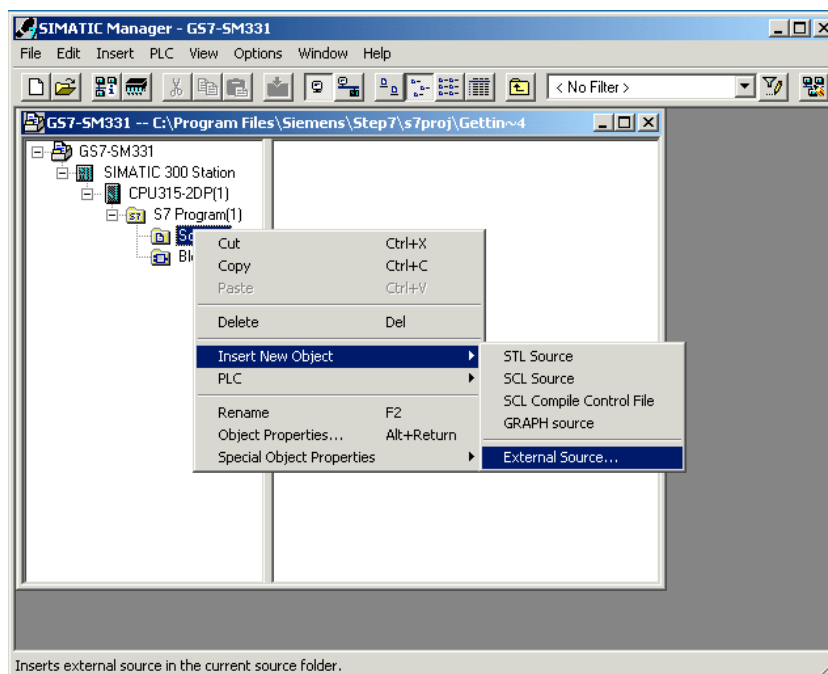 SIMATIC Manager - GS7-SM331
File Edit Insert PLC View Options Window Help
< No Filter >
GS7-SM331 -- C:\Program Files\Siemens\Step7\s7proj\Gettin~4
GS7-SM331
SIMATIC 300 Station
CPU315-2DP(1)
S7 Program(1)
Cut Ctrl+X
Copy Ctrl+C
Paste Ctrl+V
Delete Del
Insert New Object
PLC
Rename F2
Object Properties... Alt+Return
Special Object Properties
STL Source
SCL Source
SCL Compile Control File
GRAPH source
External Source...
Inserts external source in the current source folder.